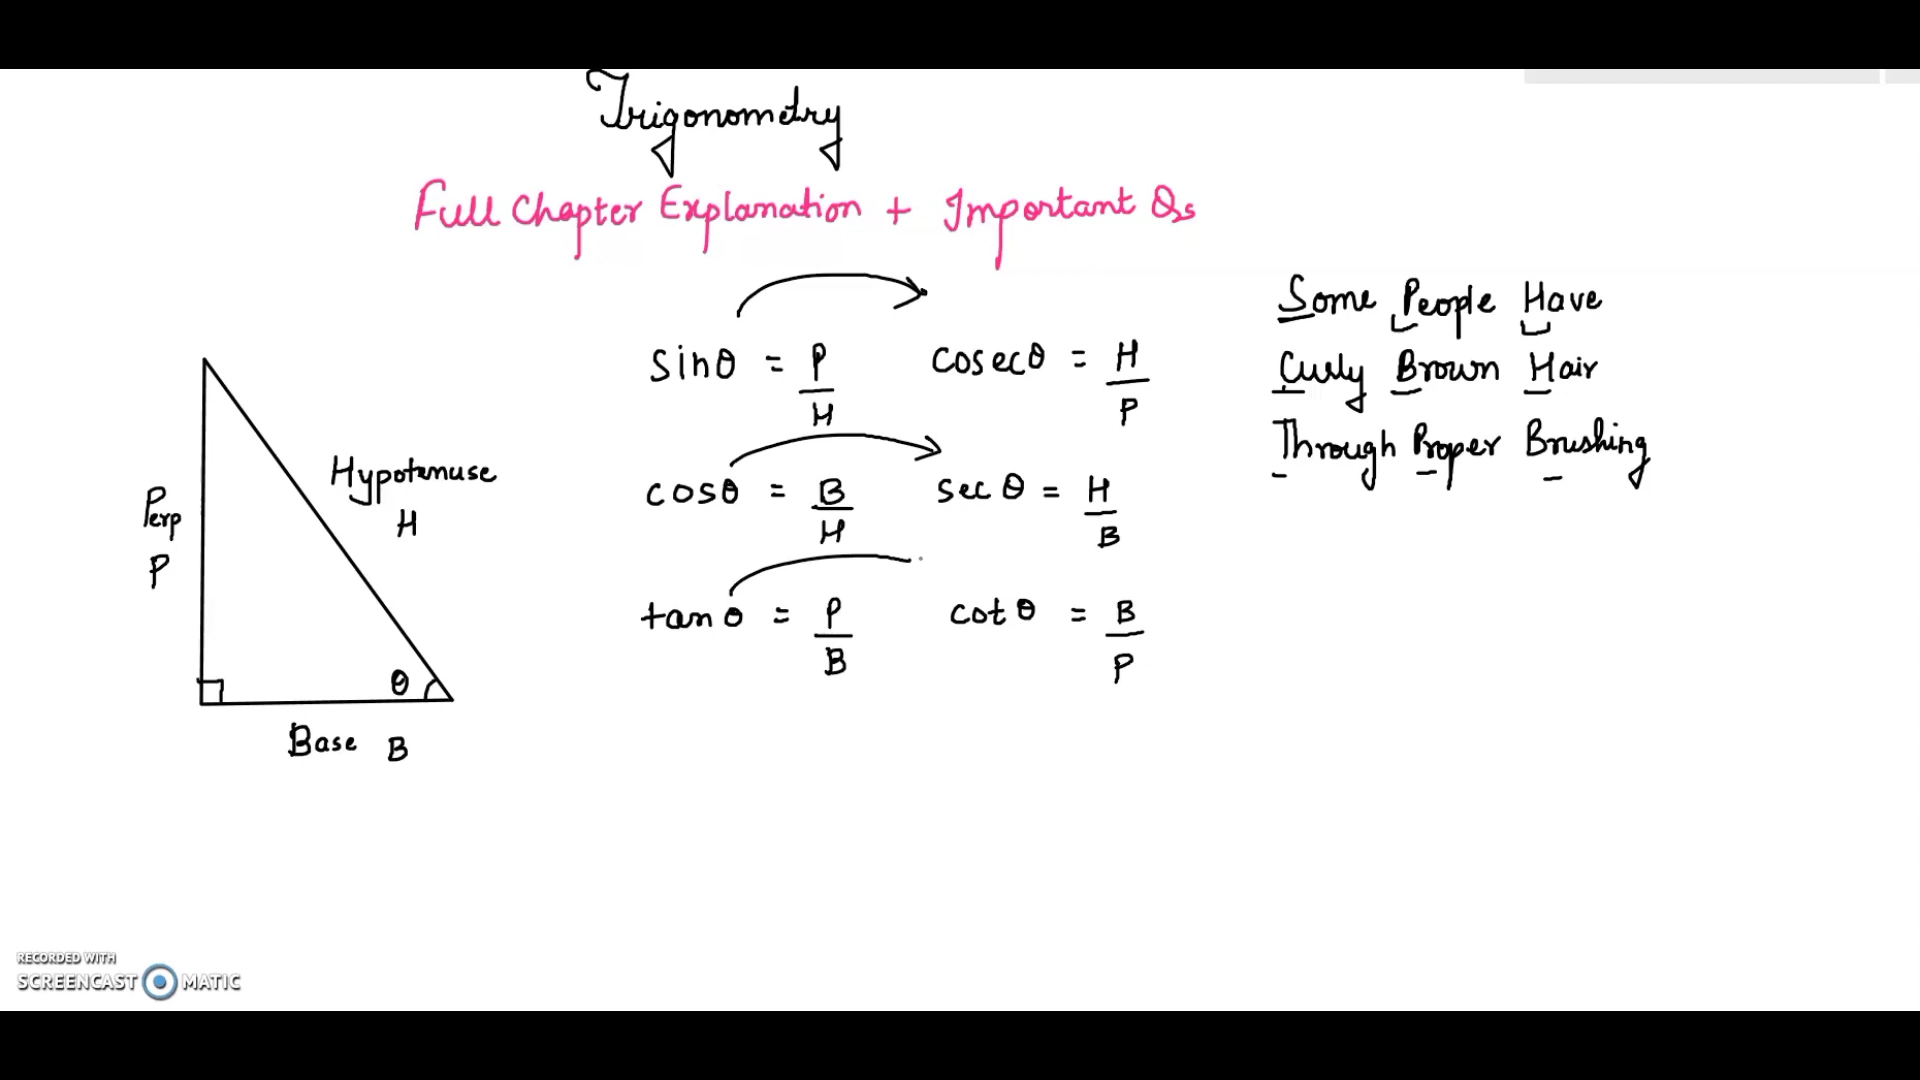 Trigonometry
Full Chapter Explanation + Important Qs
Some People Have
Curly Brown Hair
Through Proper Brushing
sinθ = P/H cosecθ = H/P
cosθ = B/H secθ = H/B
tanθ = P/B cotθ = B/P
Hypotenuse
H
Perp
P
θ
Base B
RECORDED WITH
SCREENCAST MATIC